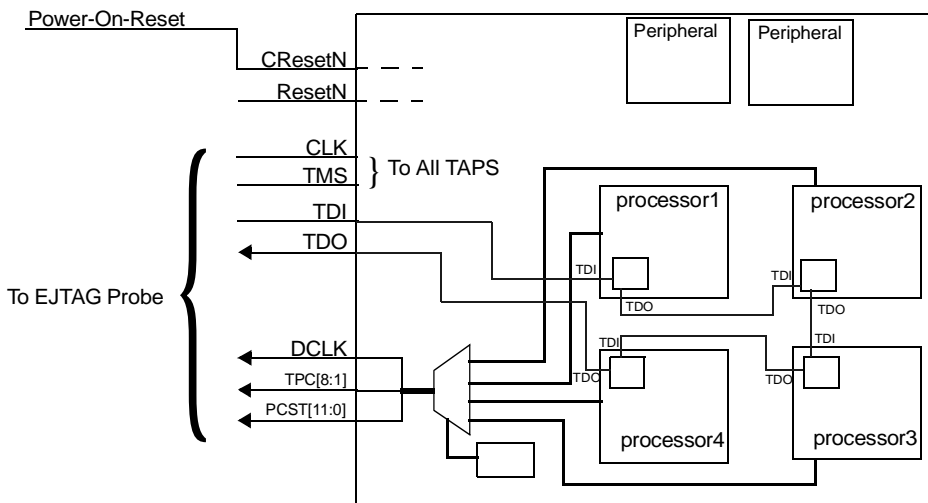 Power-On-Reset
CResetN
ResetN
Peripheral
Peripheral
CLK
TMS
} To All TAPS
TDI
TDO
To EJTAG Probe
{
DCLK
TPC[8:1]
PCST[11:0]
processor1
TDI
TDO
processor2
TDI
TDO
TDI
TDO
processor4
TDI
TDO
processor3